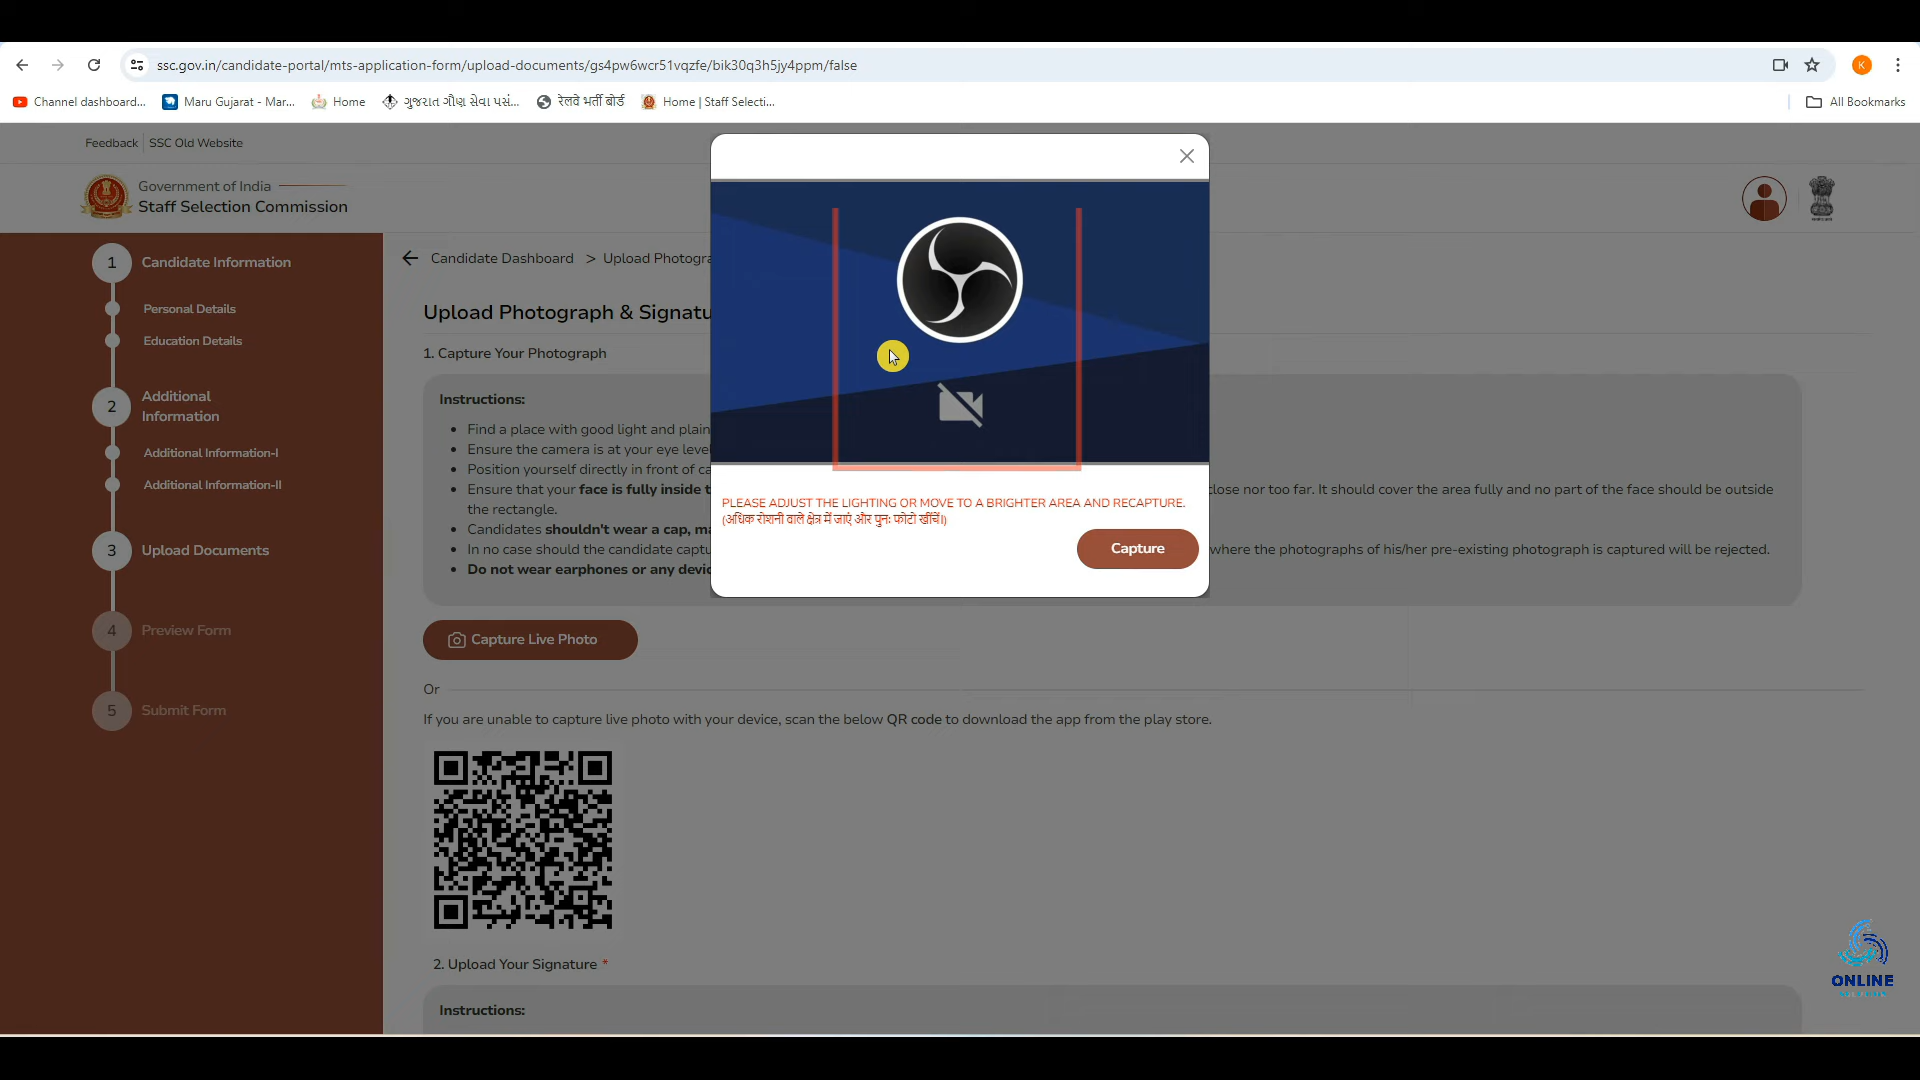 ssc.gov.in/candidate-portal/mts-application-form/upload-documents/gs4pw6wcr51vqzfe/bik30q3h5jy4ppm/false
K
Channel dashboard...
Maru Gujarat - Mar...
Home
ગુજરાત ગૌણ સેવા પસં...
रेलवे भर्ती बोर्ड
Home | Staff Selecti...
All Bookmarks
Feedback
SSC Old Website
Government of India
Staff Selection Commission
1 Candidate Information
Personal Details
Education Details
2 Additional Information
Additional Information-I
Additional Information-II
3 Upload Documents
4 Preview Form
5 Submit Form
Candidate Dashboard > Upload Photogra
Upload Photograph & Signatu
1. Capture Your Photograph
Instructions:
Find a place with good light and plain
Ensure the camera is at your eye level
Position yourself directly in front of ca
Ensure that your face is fully inside t close nor too far. It should cover the area fully and no part of the face should be outside
the rectangle.
Candidates shouldn't wear a cap, ma
In no case should the candidate captu where the photographs of his/her pre-existing photograph is captured will be rejected.
Do not wear earphones or any devic
PLEASE ADJUST THE LIGHTING OR MOVE TO A BRIGHTER AREA AND RECAPTURE.
(अधिक रोशनी वाले क्षेत्र में जाएं और पुनः फोटो खींचें।)
Capture
Capture Live Photo
Or
If you are unable to capture live photo with your device, scan the below QR code to download the app from the play store.
2. Upload Your Signature *
Instructions:
ONLINE